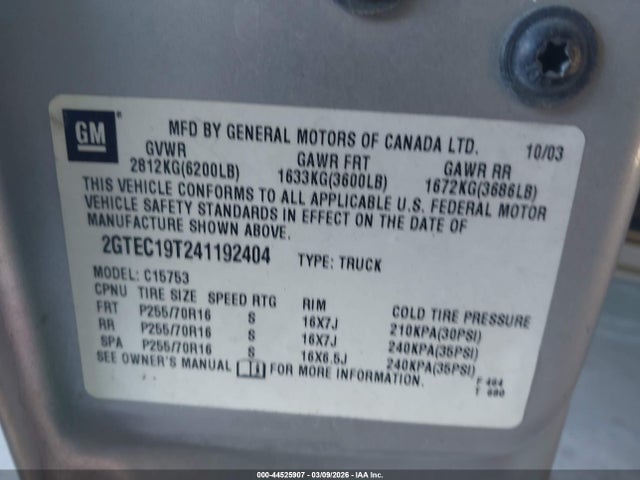 GM
MFD BY GENERAL MOTORS OF CANADA LTD. 10/03
GVWR GAWR FRT GAWR RR
2812KG(6200LB) 1633KG(3600LB) 1672KG(3686LB)
THIS VEHICLE CONFORMS TO ALL APPLICABLE U.S. FEDERAL MOTOR
VEHICLE SAFETY STANDARDS IN EFFECT ON THE DATE OF
MANUFACTURE SHOWN ABOVE.
2GTEC19T241192404 TYPE: TRUCK
MODEL: C15753
CPNU TIRE SIZE SPEED RTG RIM COLD TIRE PRESSURE
FRT P255/70R16 S 16X7J 210KPA(30PSI)
RR P255/70R16 S 16X7J 240KPA(35PSI)
SPA P255/70R16 S 16X6.5J 240KPA(35PSI)
SEE OWNER'S MANUAL FOR MORE INFORMATION.
F 464
T 680
000-44525907 - 03/09/2026 - IAA Inc.